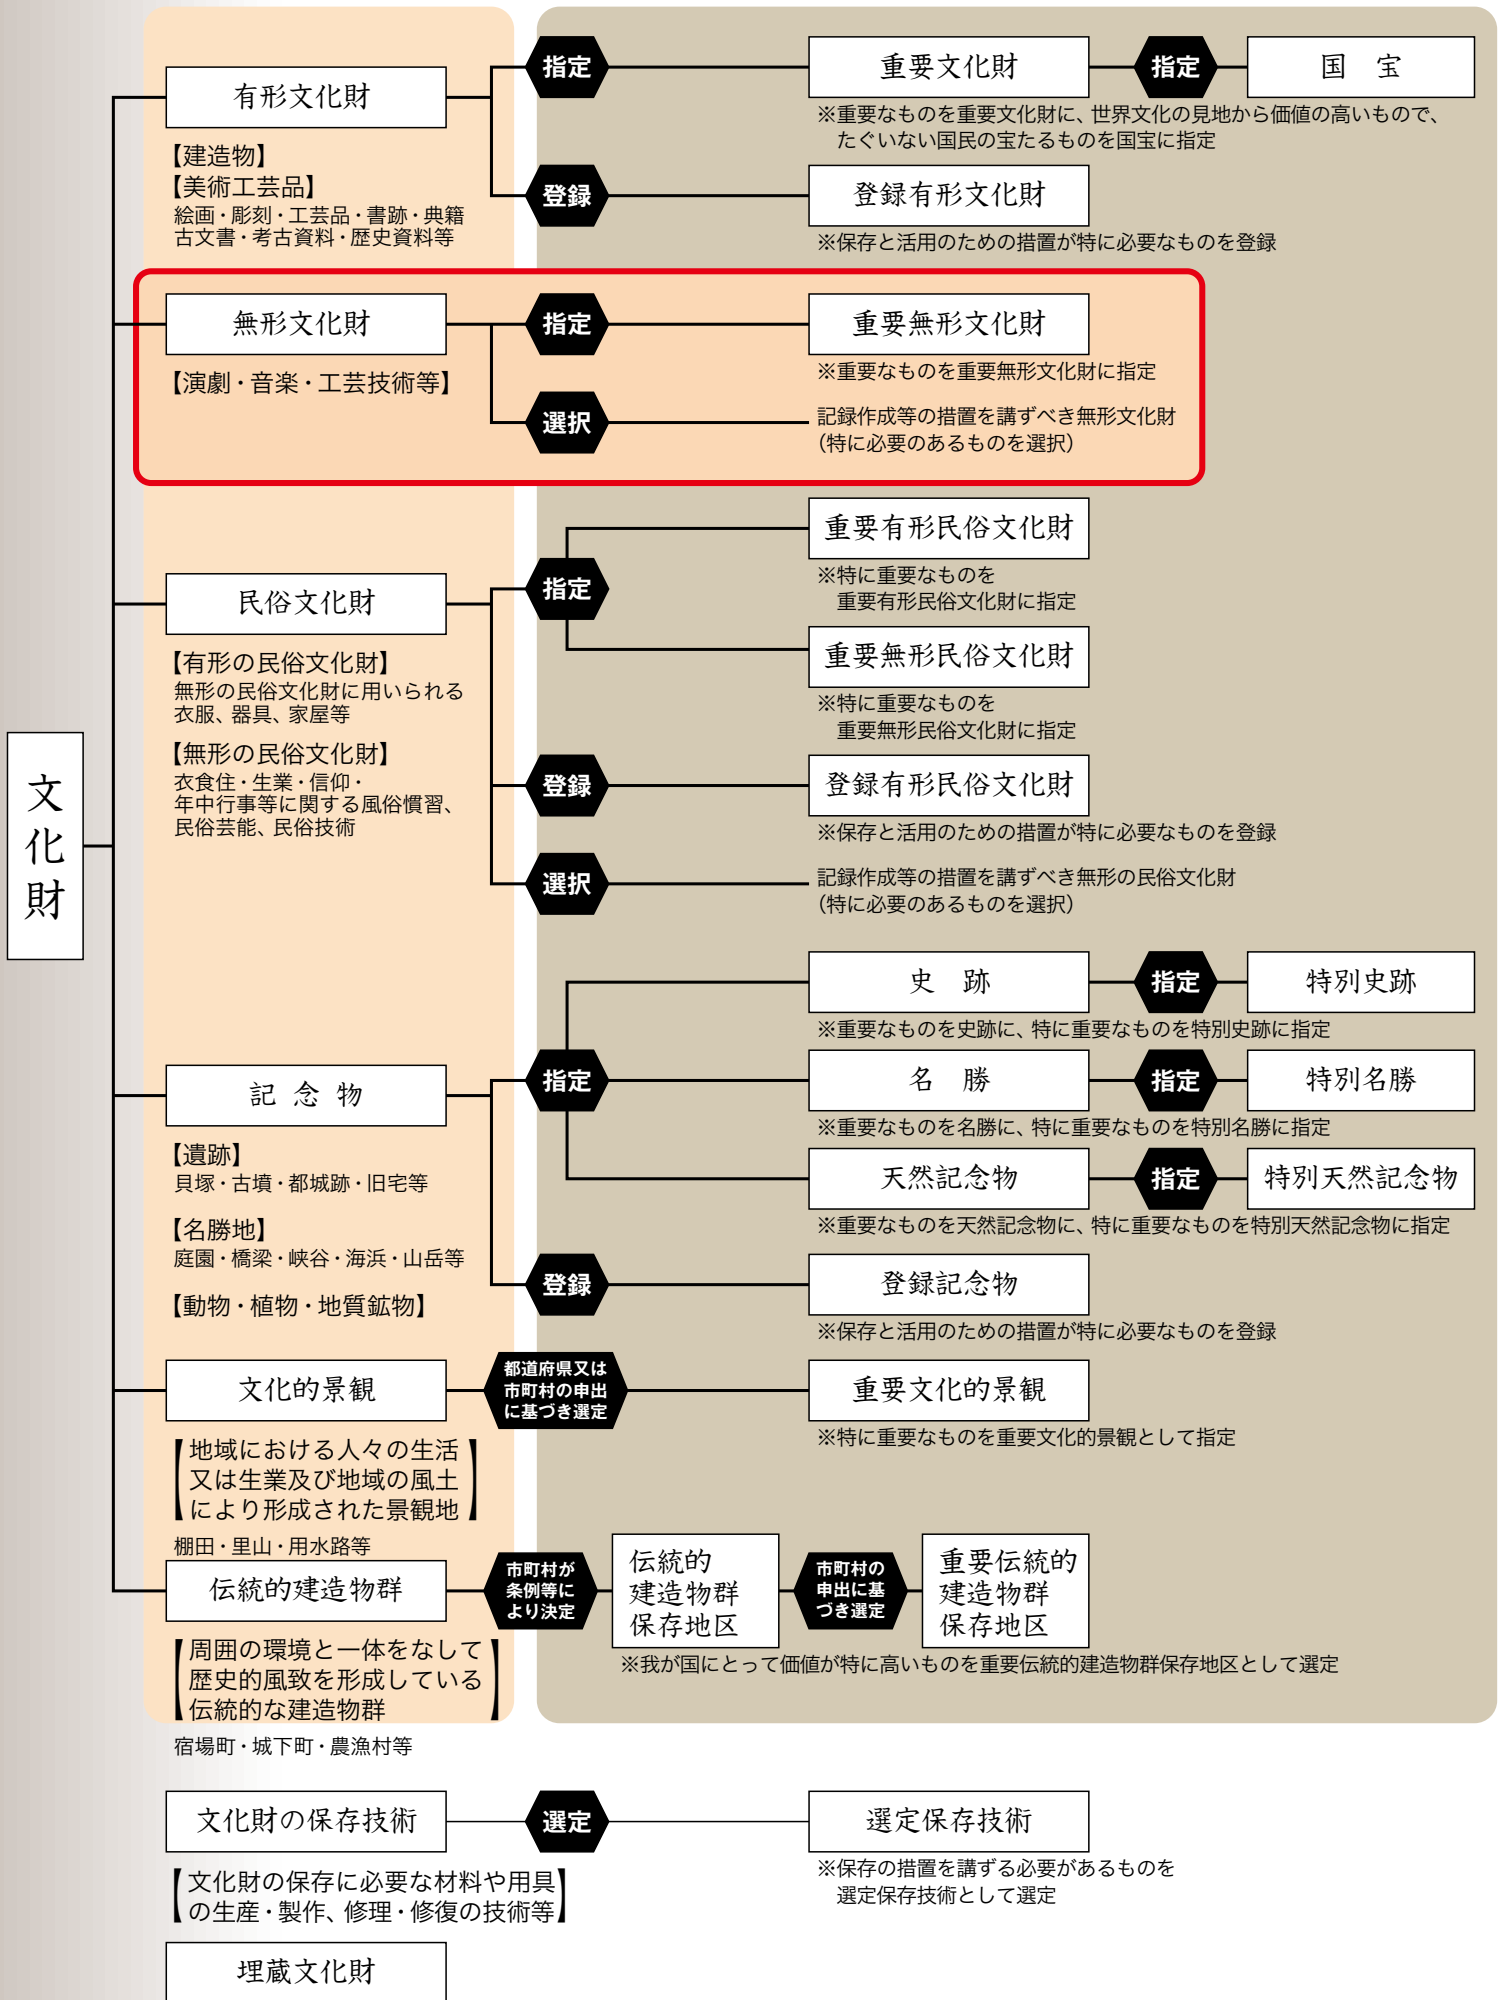 文化財
有形文化財
【建造物】
【美術工芸品】
絵画・彫刻・工芸品・書跡・典籍
古文書・考古資料・歴史資料等
指定
重要文化財
指定
国　宝
※重要なものを重要文化財に、世界文化の見地から価値の高いもので、
たぐいない国民の宝たるものを国宝に指定
登録
登録有形文化財
※保存と活用のための措置が特に必要なものを登録
無形文化財
【演劇・音楽・工芸技術等】
指定
重要無形文化財
※重要なものを重要無形文化財に指定
選択
記録作成等の措置を講ずべき無形文化財
（特に必要のあるものを選択）
民俗文化財
【有形の民俗文化財】
無形の民俗文化財に用いられる
衣服、器具、家屋等
【無形の民俗文化財】
衣食住・生業・信仰・
年中行事等に関する風俗慣習、
民俗芸能、民俗技術
指定
重要有形民俗文化財
※特に重要なものを
重要有形民俗文化財に指定
重要無形民俗文化財
※特に重要なものを
重要無形民俗文化財に指定
登録
登録有形民俗文化財
※保存と活用のための措置が特に必要なものを登録
選択
記録作成等の措置を講ずべき無形の民俗文化財
（特に必要のあるものを選択）
記念物
【遺跡】
貝塚・古墳・都城跡・旧宅等
【名勝地】
庭園・橋梁・峡谷・海浜・山岳等
【動物・植物・地質鉱物】
指定
史　跡
指定
特別史跡
※重要なものを史跡に、特に重要なものを特別史跡に指定
名　勝
指定
特別名勝
※重要なものを名勝に、特に重要なものを特別名勝に指定
天然記念物
指定
特別天然記念物
※重要なものを天然記念物に、特に重要なものを特別天然記念物に指定
登録
登録記念物
※保存と活用のための措置が特に必要なものを登録
文化的景観
【地域における人々の生活
又は生業及び地域の風土
により形成された景観地】
棚田・里山・用水路等
都道府県又は
市町村の申出
に基づき選定
重要文化的景観
※特に重要なものを重要文化的景観として指定
伝統的建造物群
【周囲の環境と一体をなして
歴史的風致を形成している
伝統的な建造物群】
宿場町・城下町・農漁村等
市町村が
条例等に
より決定
伝統的
建造物群
保存地区
市町村の
申出に基
づき選定
重要伝統的
建造物群
保存地区
※我が国にとって価値が特に高いものを重要伝統的建造物群保存地区として選定
文化財の保存技術
【文化財の保存に必要な材料や用具
の生産・製作、修理・修復の技術等】
選定
選定保存技術
※保存の措置を講ずる必要があるものを
選定保存技術として選定
埋蔵文化財